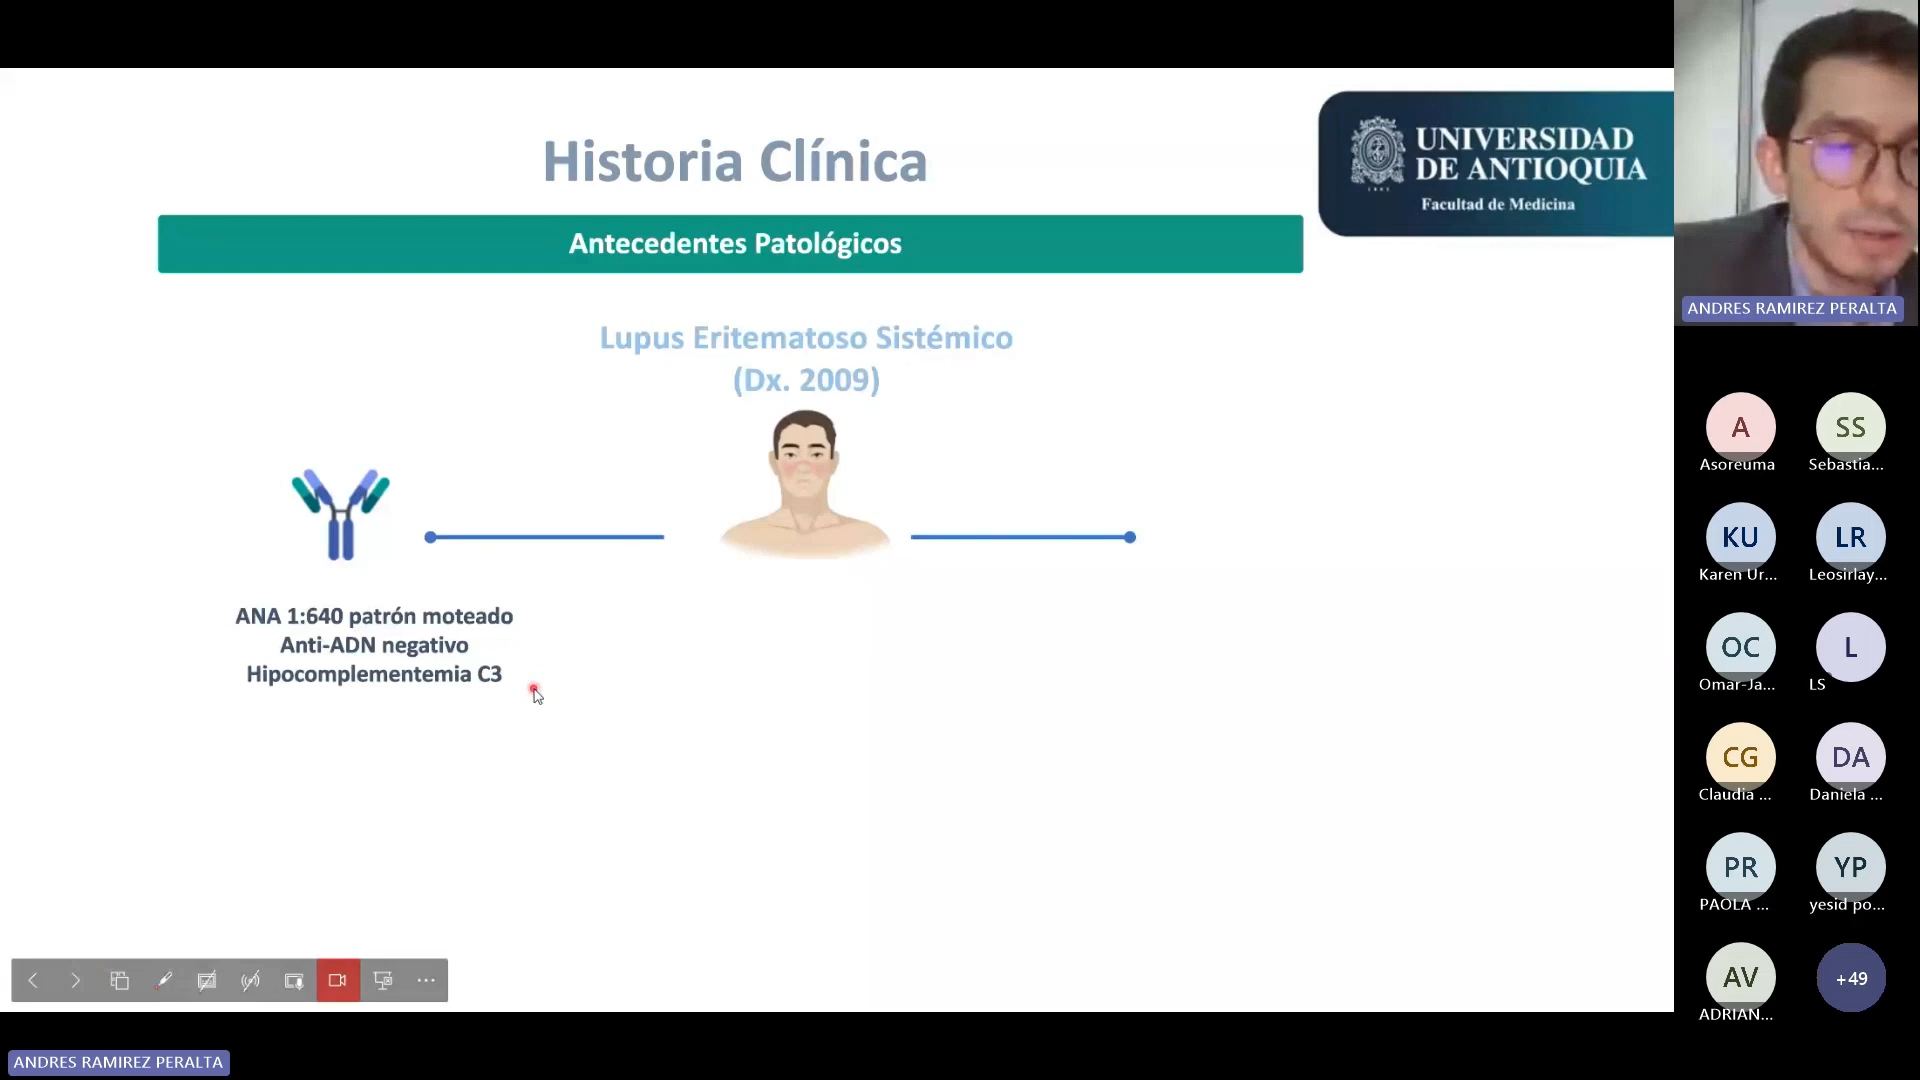 Historia Clínica
UNIVERSIDAD
DE ANTIOQUIA
1803
Facultad de Medicina
Antecedentes Patológicos
Lupus Eritematoso Sistémico
(Dx. 2009)
ANA 1:640 patrón moteado
Anti-ADN negativo
Hipocomplementemia C3
ANDRES RAMIREZ PERALTA
A
Asoreuma
SS
Sebastia...
KU
Karen Ur...
LR
Leosirlay...
OC
Omar-Ja...
L
LS
CG
Claudia ...
DA
Daniela ...
PR
PAOLA ...
YP
yesid po...
AV
ADRIAN...
+49
ANDRES RAMIREZ PERALTA